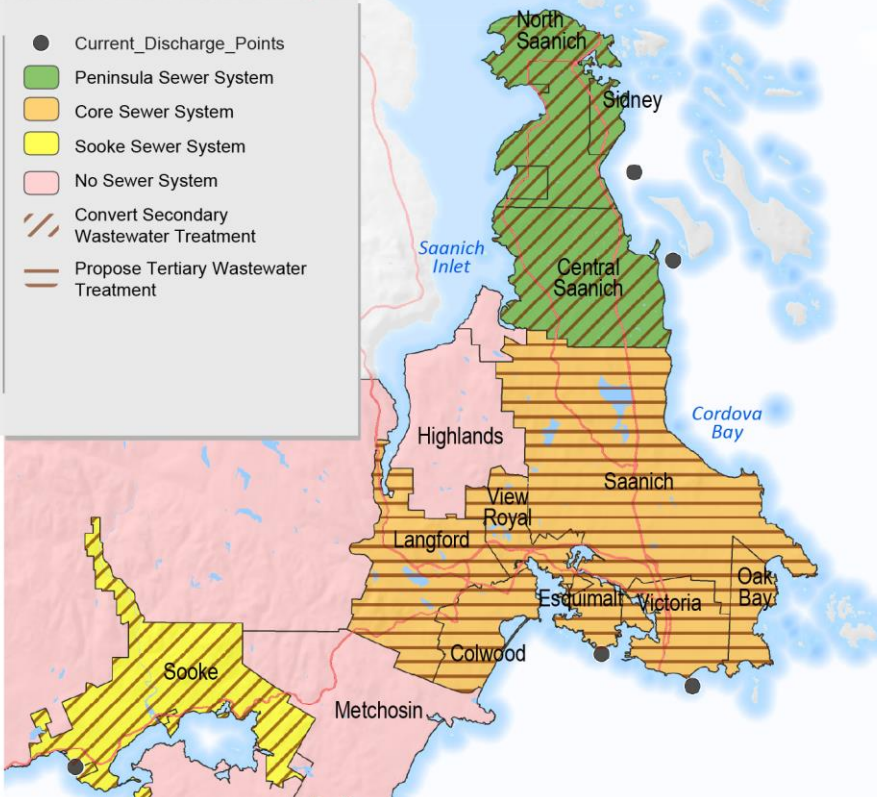 Current_Discharge_Points
Peninsula Sewer System
Core Sewer System
Sooke Sewer System
No Sewer System
Convert Secondary
Wastewater Treatment
Propose Tertiary Wastewater
Treatment
North
Saanich
Sidney
Saanich
Inlet
Central
Saanich
Cordova
Bay
Highlands
Saanich
View
Royal
Langford
Oak
Bay
Esquimalt
Victoria
Colwood
Sooke
Metchosin